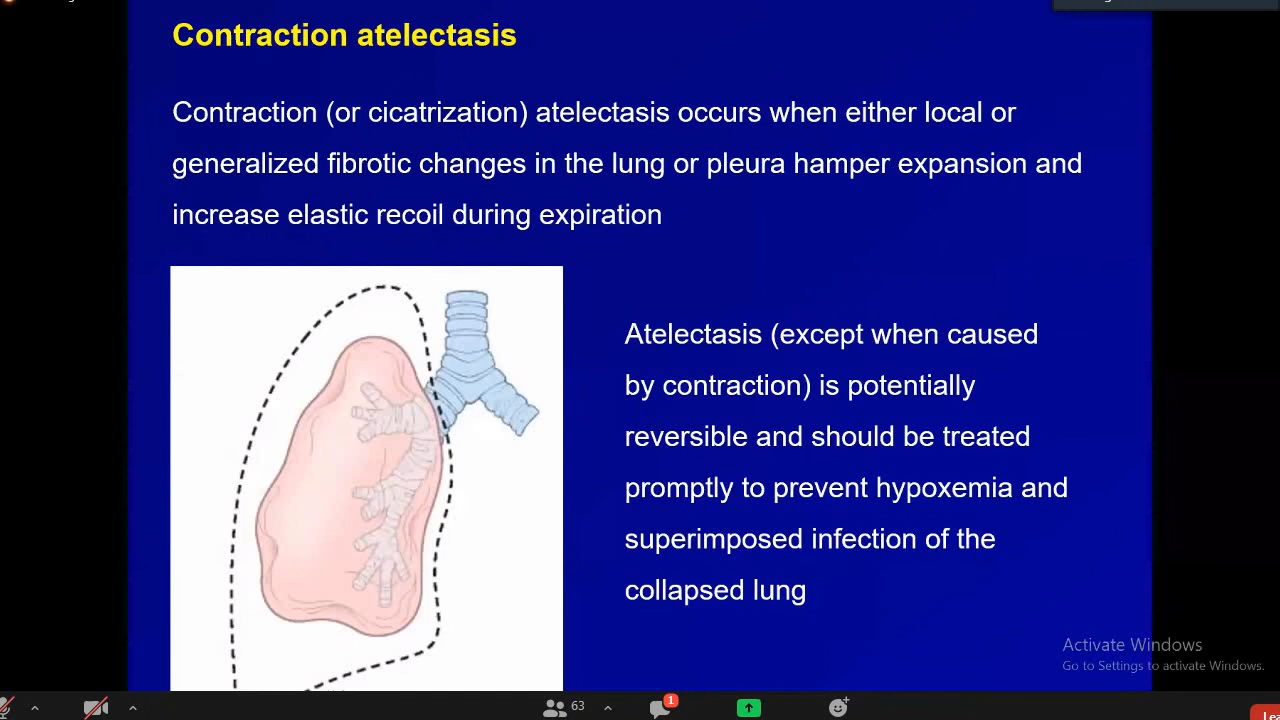 Contraction atelectasis
Contraction (or cicatrization) atelectasis occurs when either local or
generalized fibrotic changes in the lung or pleura hamper expansion and
increase elastic recoil during expiration
Atelectasis (except when caused
by contraction) is potentially
reversible and should be treated
promptly to prevent hypoxemia and
superimposed infection of the
collapsed lung
Activate Windows
Go to Settings to activate Windows.
63
1